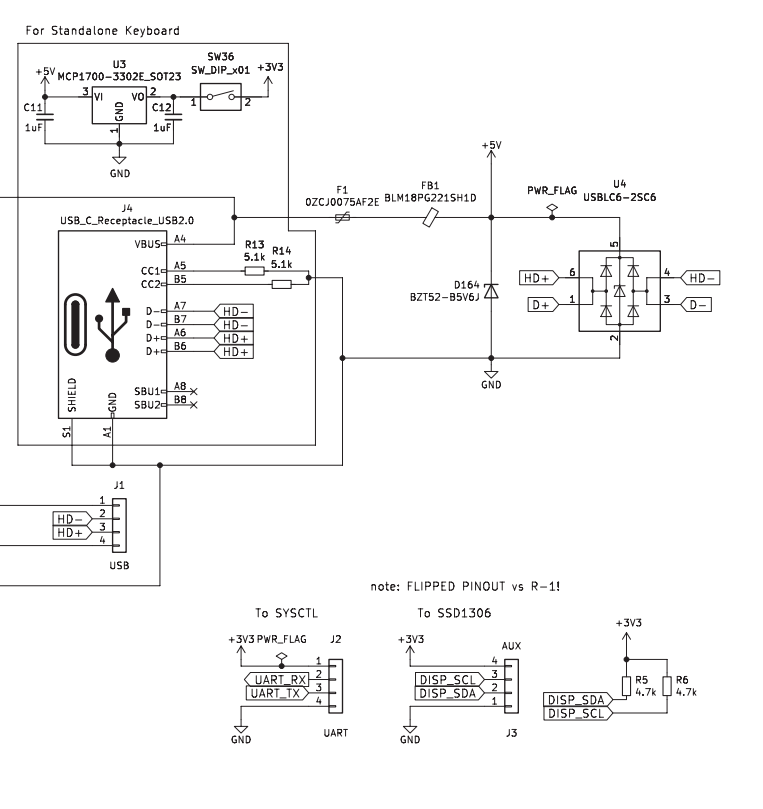 For Standalone Keyboard
U3
MCP1700-3302E_SOT23
+5V
3 VI VO 2
GND
1
C11
1uF
C12
1uF
GND
SW36
SW_DIP_x01
+3V3
1 2
J4
USB_C_Receptacle_USB2.0
VBUS A4
CC1 A5
CC2 B5
D- A7 HD-
D- B7 HD-
D+ A6 HD+
D+ B6 HD+
SBU1 A8
SBU2 B8
SHIELD
GND
S1
A1
R13
5.1k
R14
5.1k
F1
0ZCJ0075AF2E
FB1
BLM18PG221SH1D
+5V
PWR_FLAG
U4
USBLC6-2SC6
5
HD+ 6
4 HD-
D+ 1
3 D-
2
D164
BZT52-B5V6J
GND
J1
1
HD- 2
HD+ 3
4
USB
note: FLIPPED PINOUT vs R-1!
To SYSCTL
+3V3 PWR_FLAG
J2
1
UART_RX 2
UART_TX 3
4
GND
UART
To SSD1306
+3V3
AUX
4
DISP_SCL 3
DISP_SDA 2
1
GND
J3
+3V3
R5
4.7k
R6
4.7k
DISP_SDA
DISP_SCL